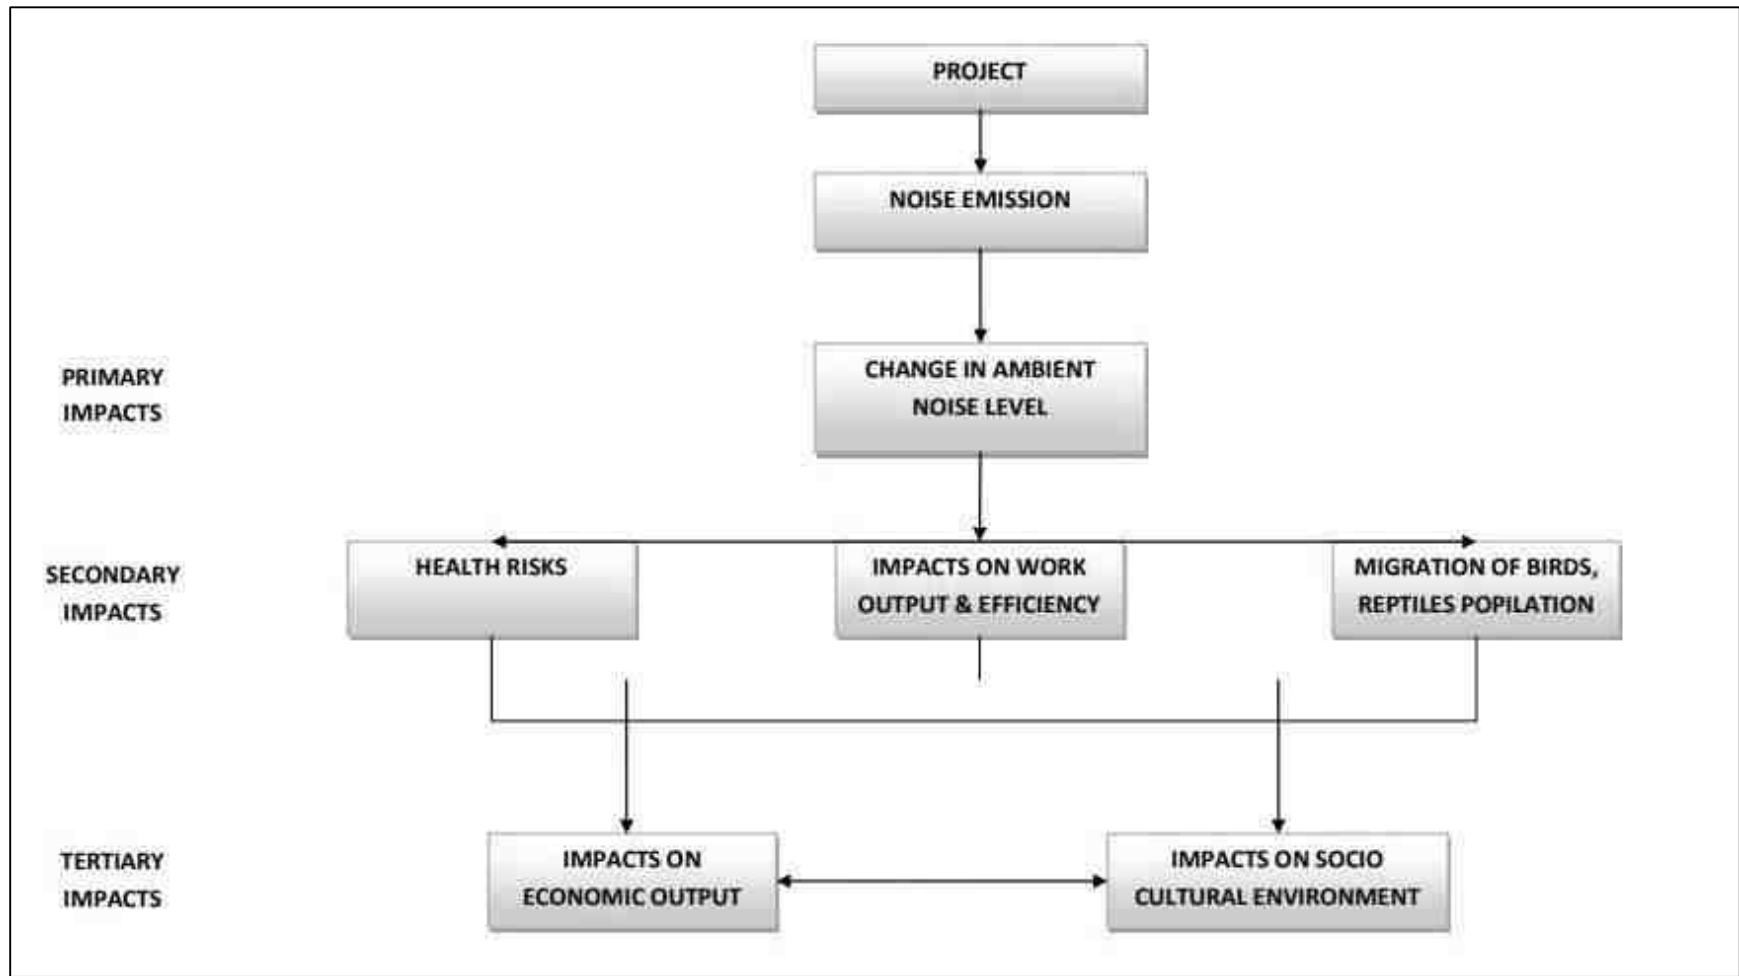 PROJECT
NOISE EMISSION
PRIMARY
IMPACTS
CHANGE IN AMBIENT
NOISE LEVEL
SECONDARY
IMPACTS
HEALTH RISKS
IMPACTS ON WORK
OUTPUT & EFFICIENCY
MIGRATION OF BIRDS,
REPTILES POPILATION
TERTIARY
IMPACTS
IMPACTS ON
ECONOMIC OUTPUT
IMPACTS ON SOCIO
CULTURAL ENVIRONMENT